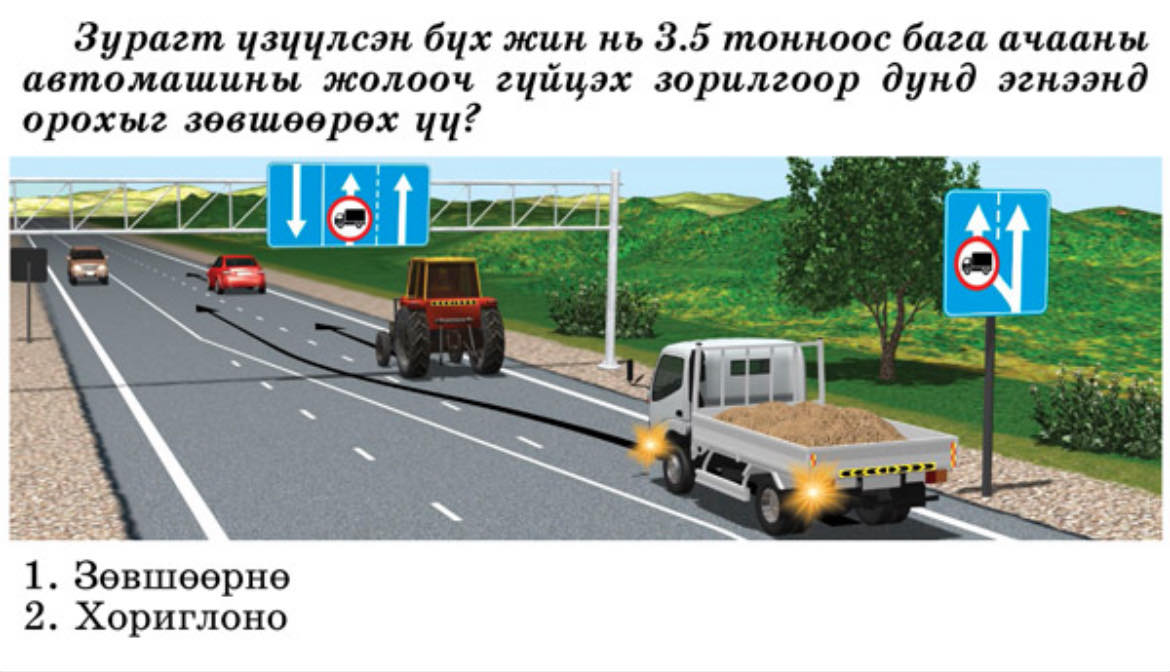 Зурагт үзүүлсэн бүх жин нь 3.5 тонноос бага ачааны
автомашины жолооч гүйцэх зорилгоор дунд эгнээнд
орохыг зөвшөөрөх үү?
1. Зөвшөөрнө
2. Хориглоно